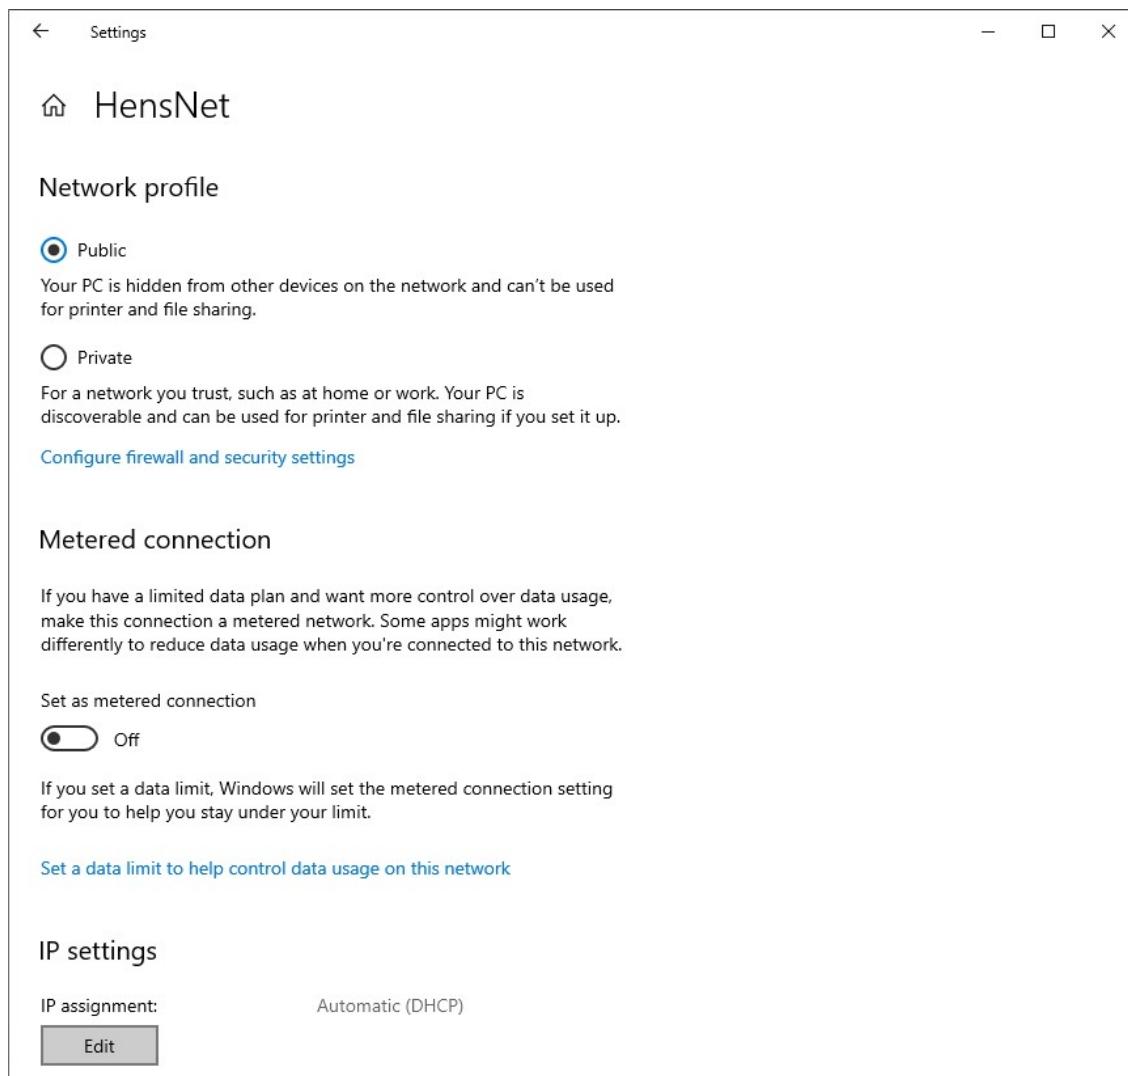 Settings
HensNet
Network profile
Public
Your PC is hidden from other devices on the network and can't be used
for printer and file sharing.
Private
For a network you trust, such as at home or work. Your PC is
discoverable and can be used for printer and file sharing if you set it up.
Configure firewall and security settings
Metered connection
If you have a limited data plan and want more control over data usage,
make this connection a metered network. Some apps might work
differently to reduce data usage when you're connected to this network.
Set as metered connection
Off
If you set a data limit, Windows will set the metered connection setting
for you to help you stay under your limit.
Set a data limit to help control data usage on this network
IP settings
IP assignment: Automatic (DHCP)
Edit